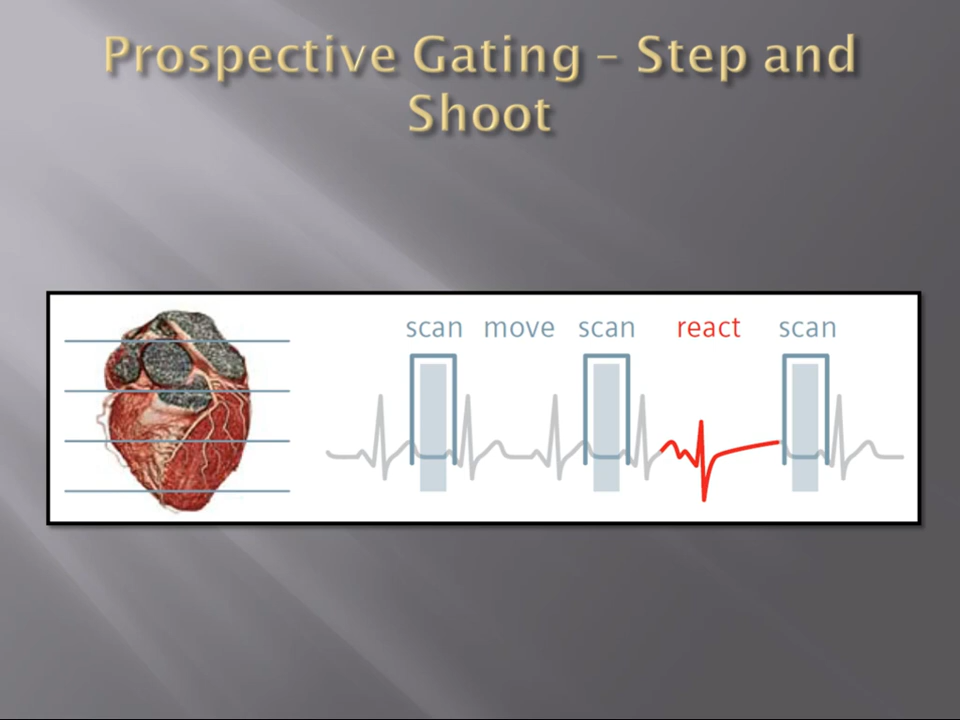 Prospective Gating – Step and
Shoot
scan move scan react scan